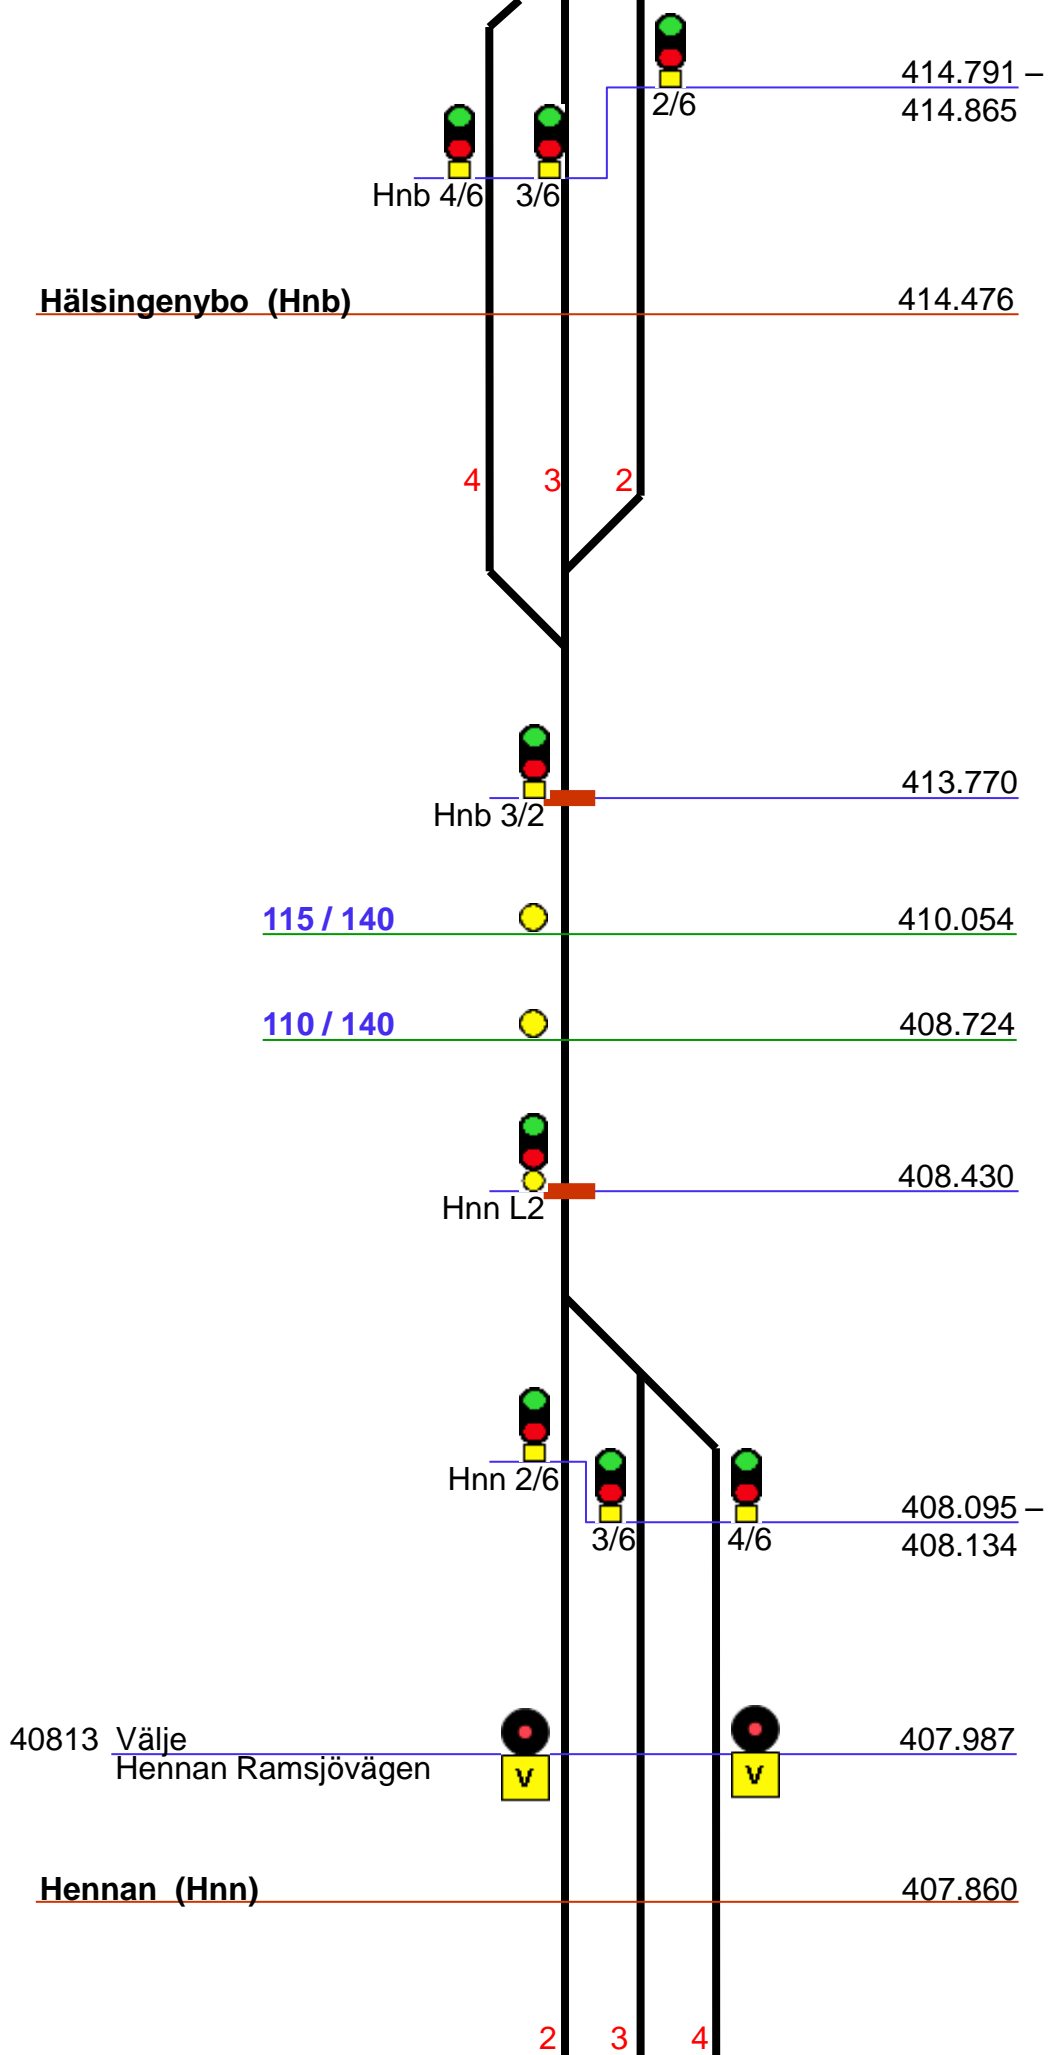 414.791 –
2/6
414.865
Hnb 4/6 3/6
Hälsingenybo (Hnb) 414.476
4 3 2
413.770
Hnb 3/2
115 / 140 410.054
110 / 140 408.724
408.430
Hnn L2
Hnn 2/6
408.095 –
3/6 4/6
408.134
40813 Välje 407.987
Hennan Ramsjövägen
V V
Hennan (Hnn) 407.860
2 3 4